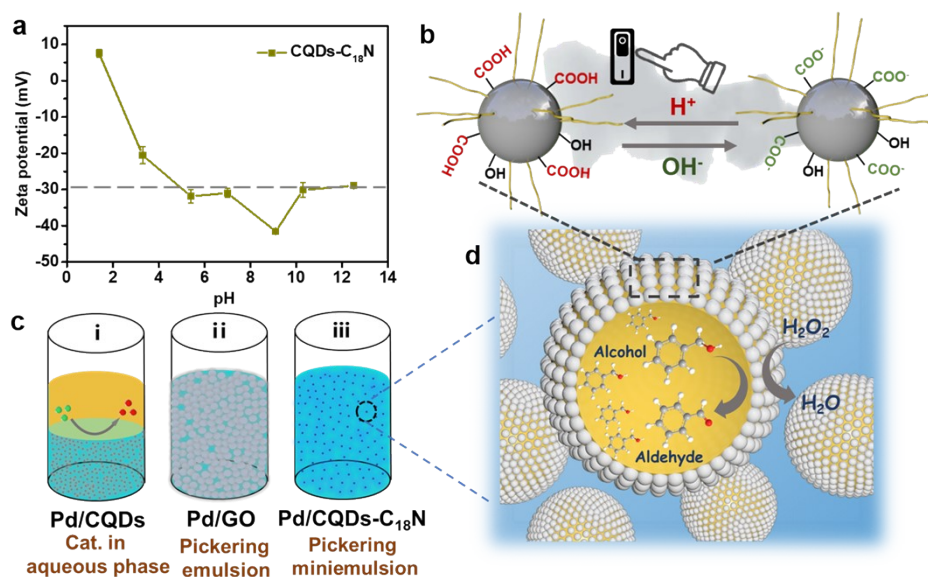 a
CQDs-C₁₈N
Zeta potential (mV)
10
0
-10
-20
-30
-40
-50
0 2 4 6 8 10 12 14
pH
b
COOH
COOH
COOH
COOH
OH
OH
I
H⁺
OH⁻
COO⁻
COO⁻
COO⁻
COO⁻
OH
OH
c
i
ii
iii
Pd/CQDs
Cat. in
aqueous phase
Pd/GO
Pickering
emulsion
Pd/CQDs-C₁₈N
Pickering
miniemulsion
d
Alcohol
Aldehyde
H₂O₂
H₂O